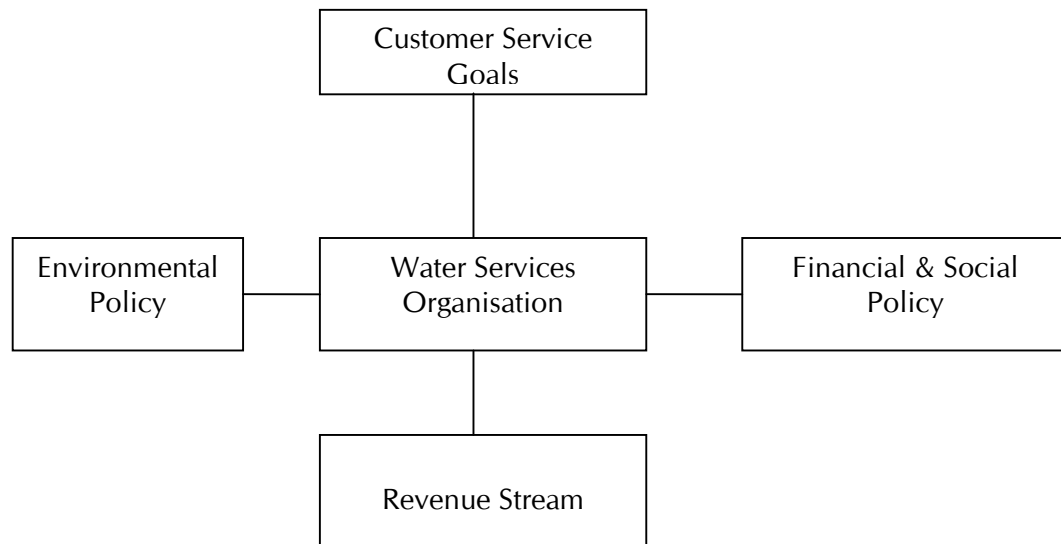 Customer Service
Goals
Environmental
Policy
Water Services
Organisation
Financial & Social
Policy
Revenue Stream